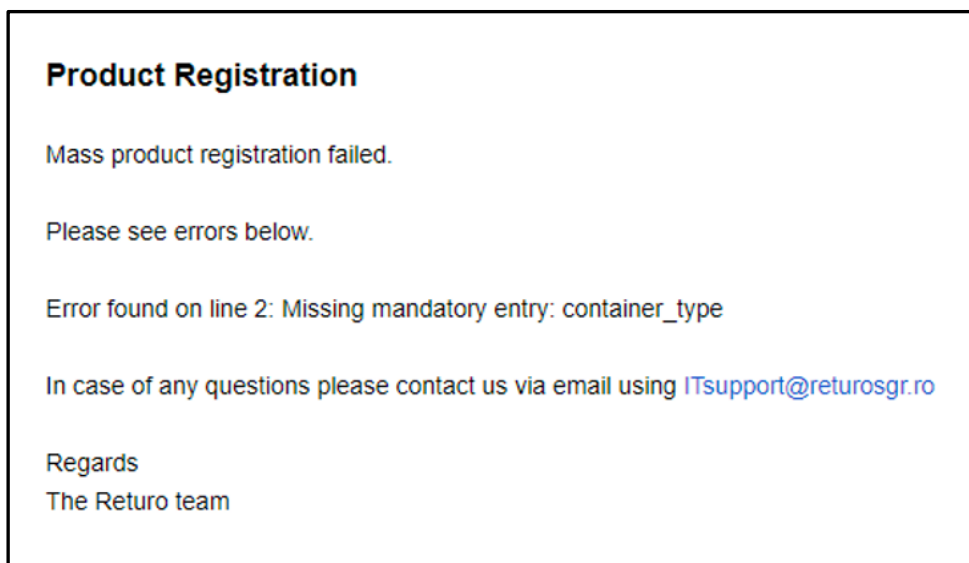 Product Registration
Mass product registration failed.
Please see errors below.
Error found on line 2: Missing mandatory entry: container_type
In case of any questions please contact us via email using ITsupport@returosgr.ro
Regards
The Returo team